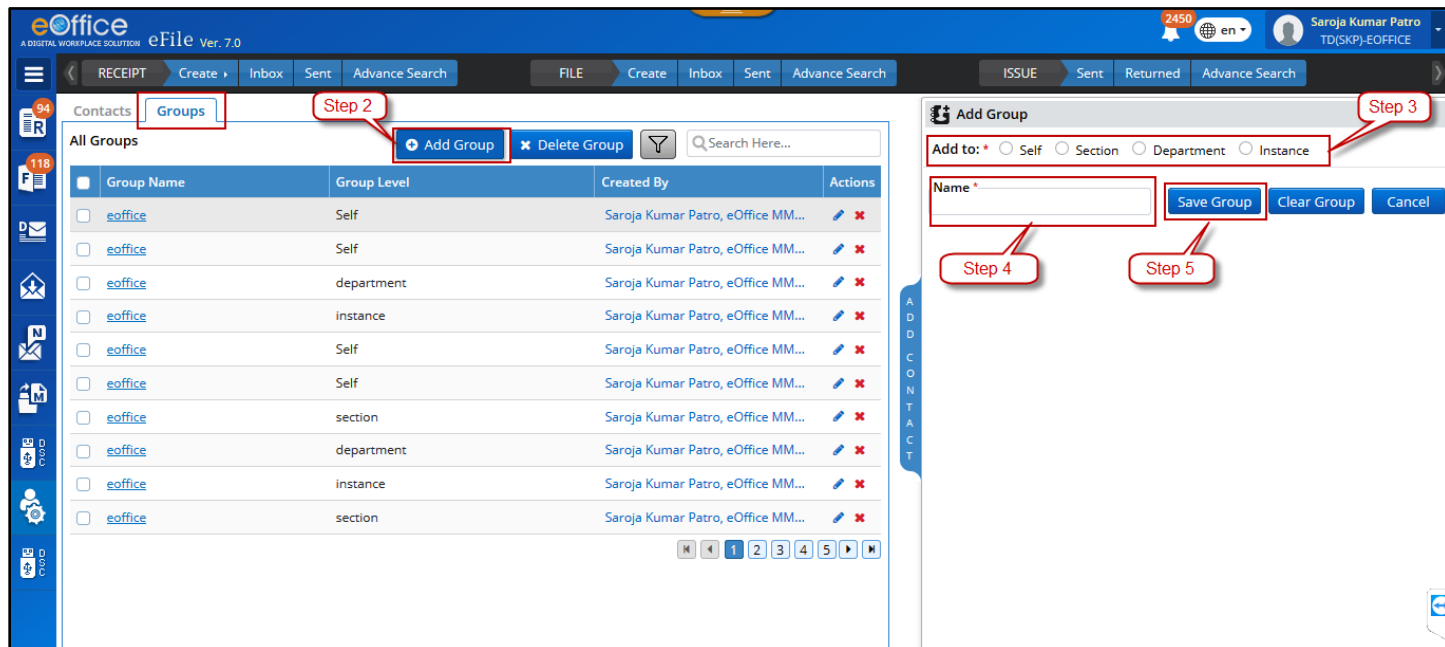 eOffice
A DIGITAL WORKPLACE SOLUTION eFile Ver. 7.0
2450
en
Saroja Kumar Patro
TD(SKP)-EOFFICE
RECEIPT Create Inbox Sent Advance Search FILE Create Inbox Sent Advance Search ISSUE Sent Returned Advance Search
94
R
118
F
D
N
M
DSC
DSC
Contacts Groups
Step 2
All Groups Add Group Delete Group Search Here...
Group Name Group Level Created By Actions
eoffice Self Saroja Kumar Patro, eOffice MM...
eoffice Self Saroja Kumar Patro, eOffice MM...
eoffice department Saroja Kumar Patro, eOffice MM...
eoffice instance Saroja Kumar Patro, eOffice MM...
eoffice Self Saroja Kumar Patro, eOffice MM...
eoffice Self Saroja Kumar Patro, eOffice MM...
eoffice section Saroja Kumar Patro, eOffice MM...
eoffice department Saroja Kumar Patro, eOffice MM...
eoffice instance Saroja Kumar Patro, eOffice MM...
eoffice section Saroja Kumar Patro, eOffice MM...
1 2 3 4 5
ADD CONTACT
Add Group
Step 3
Add to: * Self Section Department Instance
Name *
Save Group Clear Group Cancel
Step 4 Step 5